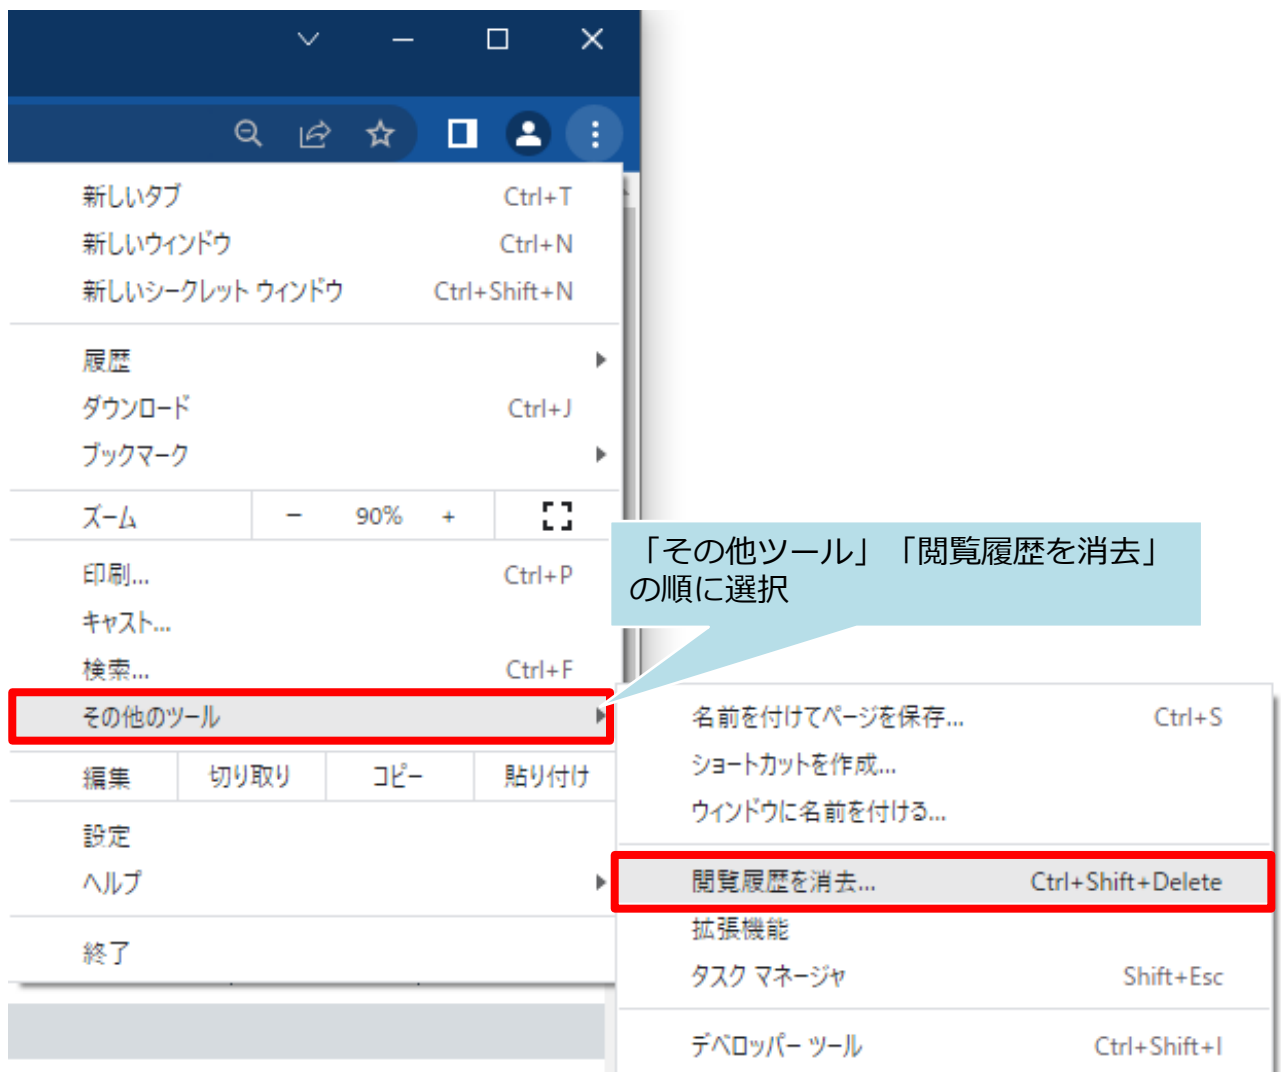 新しいタブ Ctrl+T
新しいウィンドウ Ctrl+N
新しいシークレット ウィンドウ Ctrl+Shift+N
履歴
ダウンロード Ctrl+J
ブックマーク
ズーム − 90% +
印刷... Ctrl+P
キャスト...
検索... Ctrl+F
その他のツール
編集 切り取り コピー 貼り付け
設定
ヘルプ
終了
「その他ツール」「閲覧履歴を消去」
の順に選択
名前を付けてページを保存... Ctrl+S
ショートカットを作成...
ウィンドウに名前を付ける...
閲覧履歴を消去... Ctrl+Shift+Delete
拡張機能
タスク マネージャ Shift+Esc
デベロッパー ツール Ctrl+Shift+I